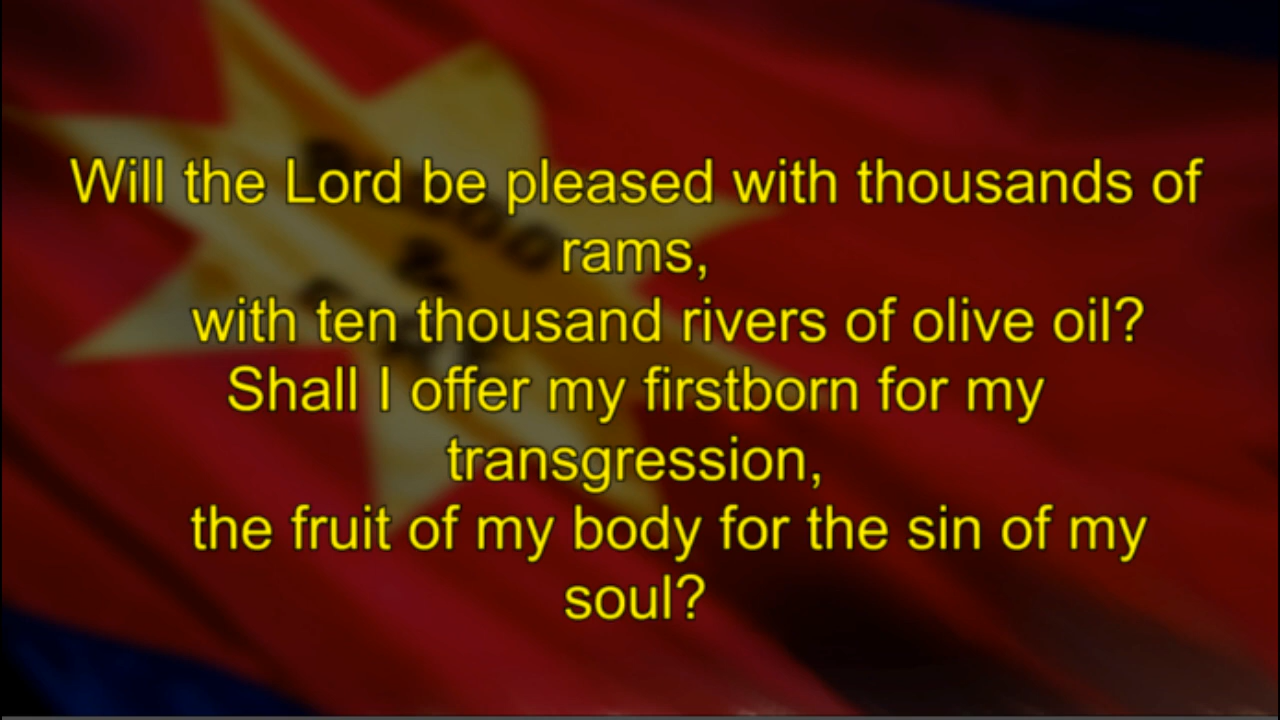 Will the Lord be pleased with thousands of
rams,
with ten thousand rivers of olive oil?
Shall I offer my firstborn for my
transgression,
the fruit of my body for the sin of my
soul?